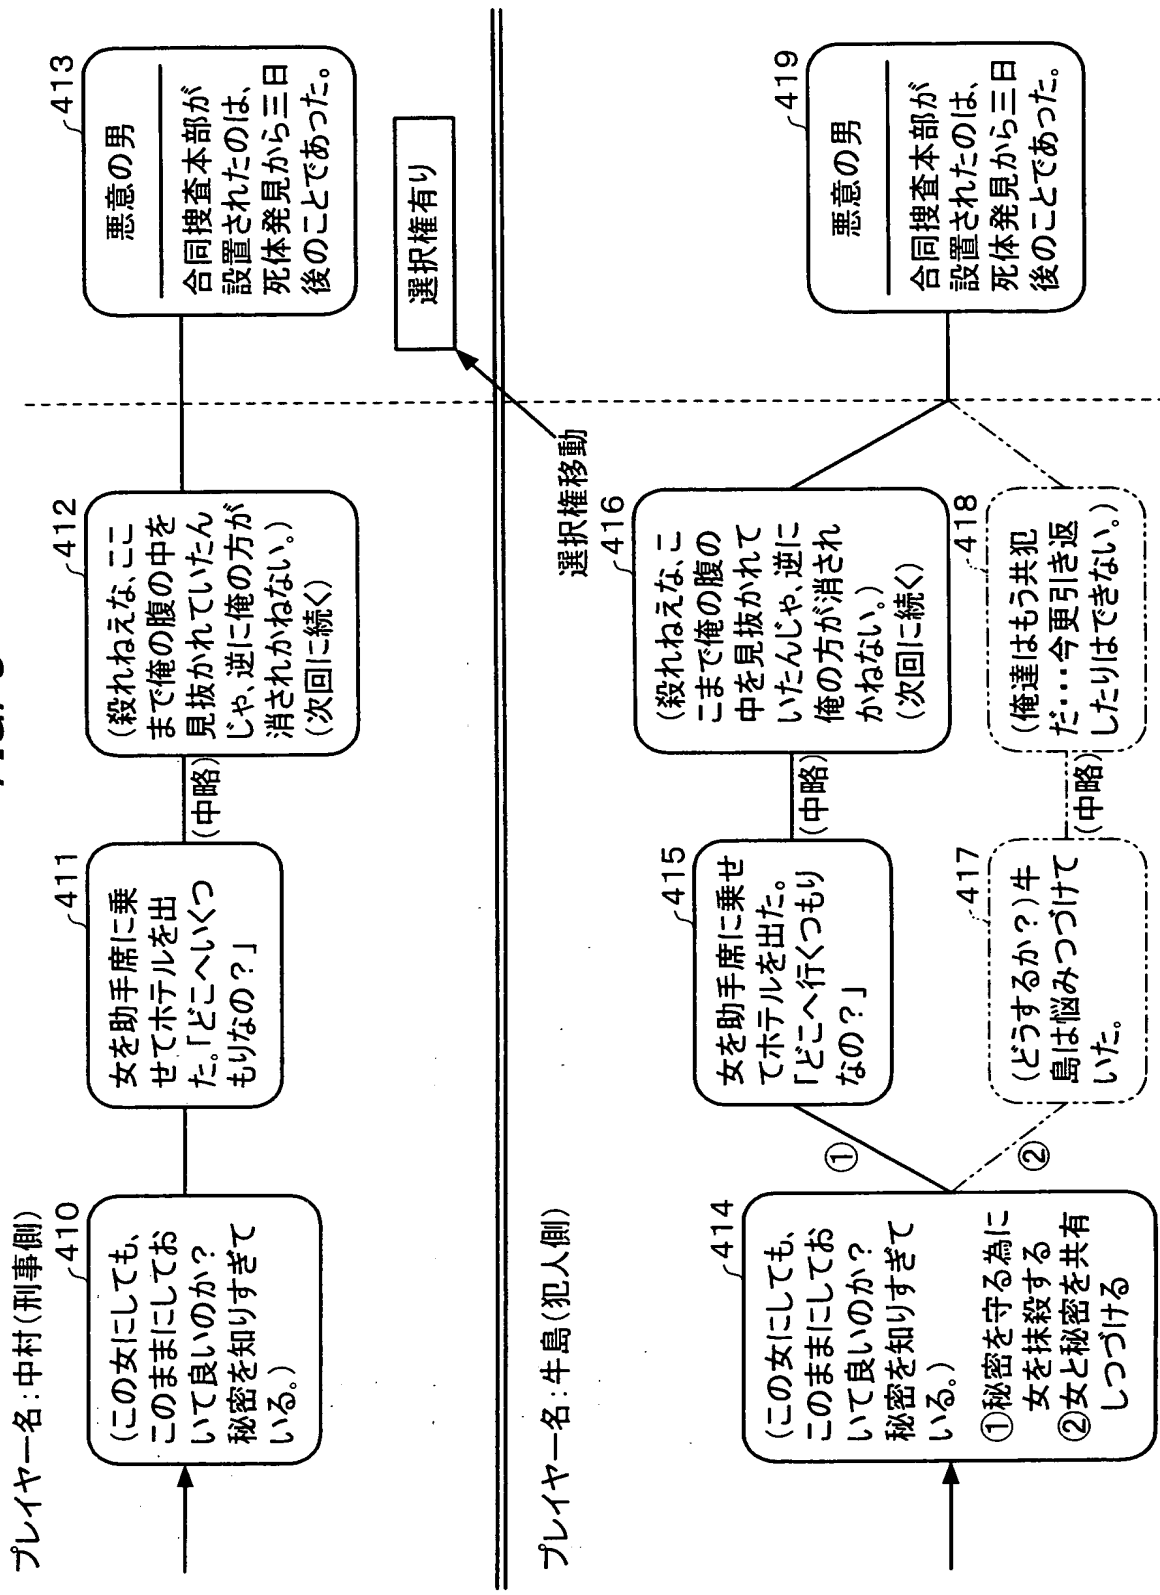 プレイヤー名:中村(刑事側)
410
(この女にしても、
このままにしてお
いて良いのか?
秘密を知りすぎて
いる。)
411
女を助手席に乗
せてホテルを出
た。「どこへいくつ
もりなの?」
(中略)
412
(殺れねえな、ここ
まで俺の腹の中を
見抜かれていたん
じゃ、逆に俺の方が
消されかねない。)
(次回に続く)
413
悪意の男
合同捜査本部が
設置されたのは、
死体発見から三日
後のことであった。
選択権有り
選択権移動
プレイヤー名:牛島(犯人側)
414
(この女にしても、
このままにしてお
いて良いのか?
秘密を知りすぎて
いる。)
①秘密を守る為に
女を抹殺する
②女と秘密を共有
しつづける
①
②
415
女を助手席に乗せ
てホテルを出た。
「どこへ行くつもり
なの?」
(中略)
416
(殺れねえな、こ
こまで俺の腹の
中を見抜かれて
いたんじゃ、逆に
俺の方が消され
かねない。)
(次回に続く)
417
(どうするか?)牛
島は悩みつづけて
いた。
(中略)
418
(俺達はもう共犯
だ・・・今更引き返
したりはできない。)
419
悪意の男
合同捜査本部が
設置されたのは、
死体発見から三日
後のことであった。